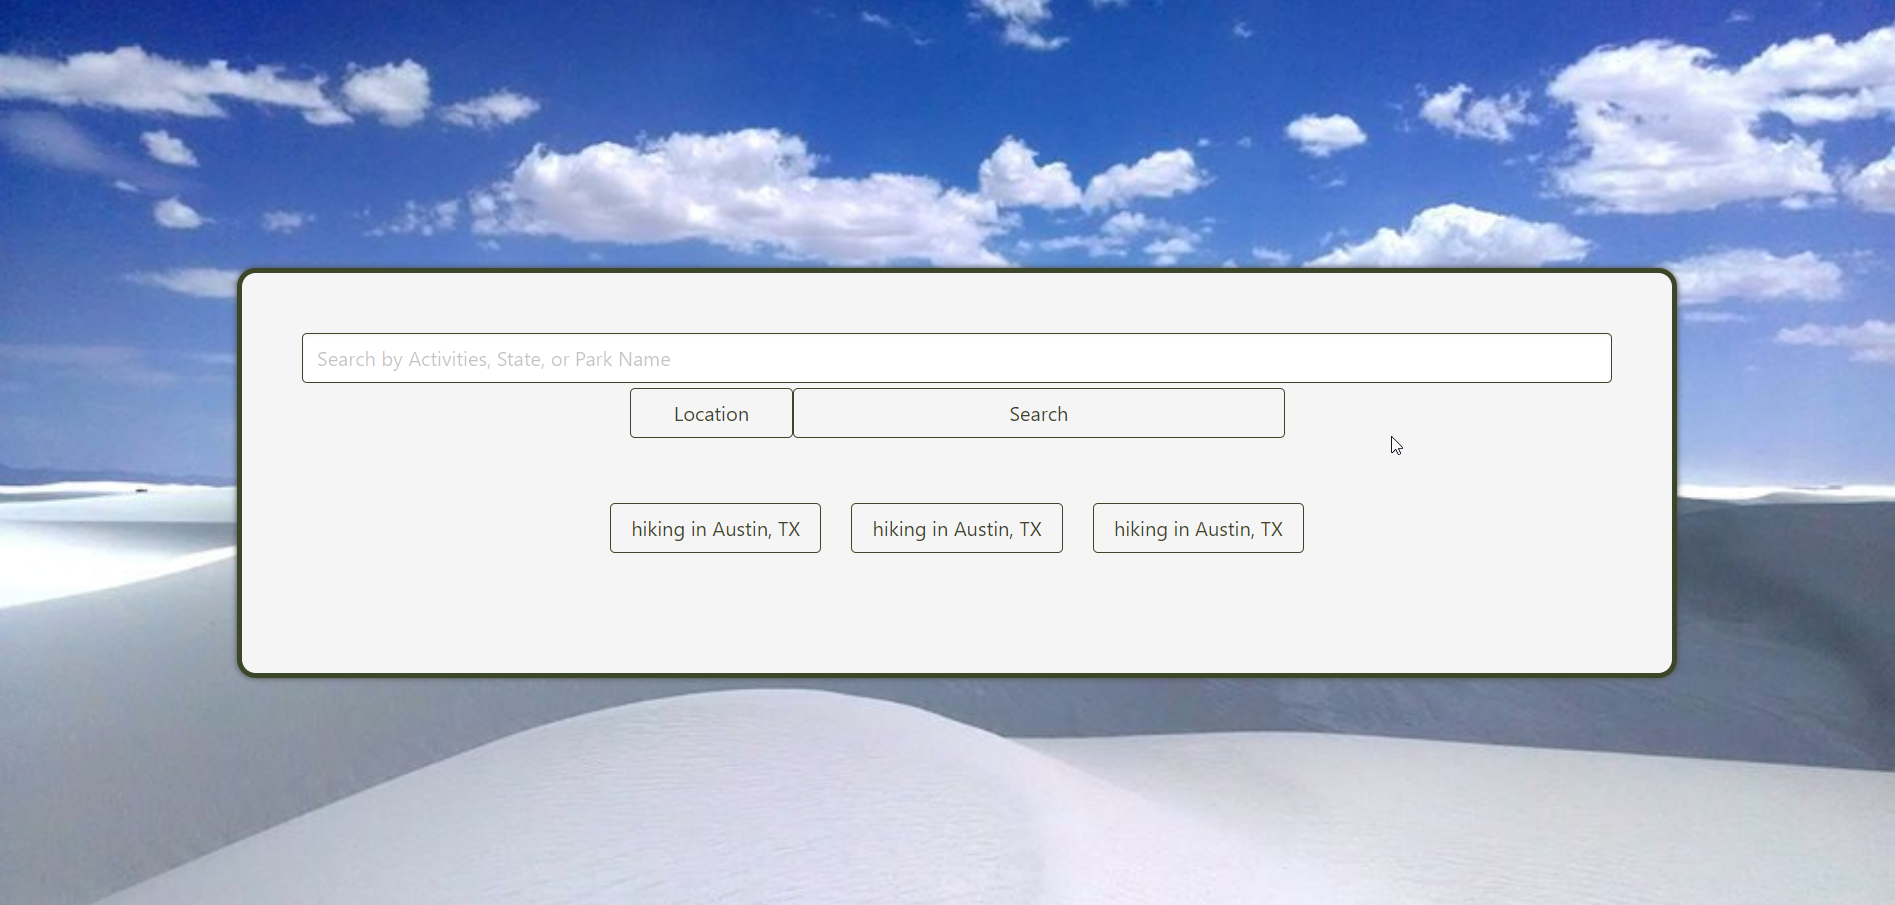 Search by Activities, State, or Park Name
Location Search
hiking in Austin, TX hiking in Austin, TX hiking in Austin, TX